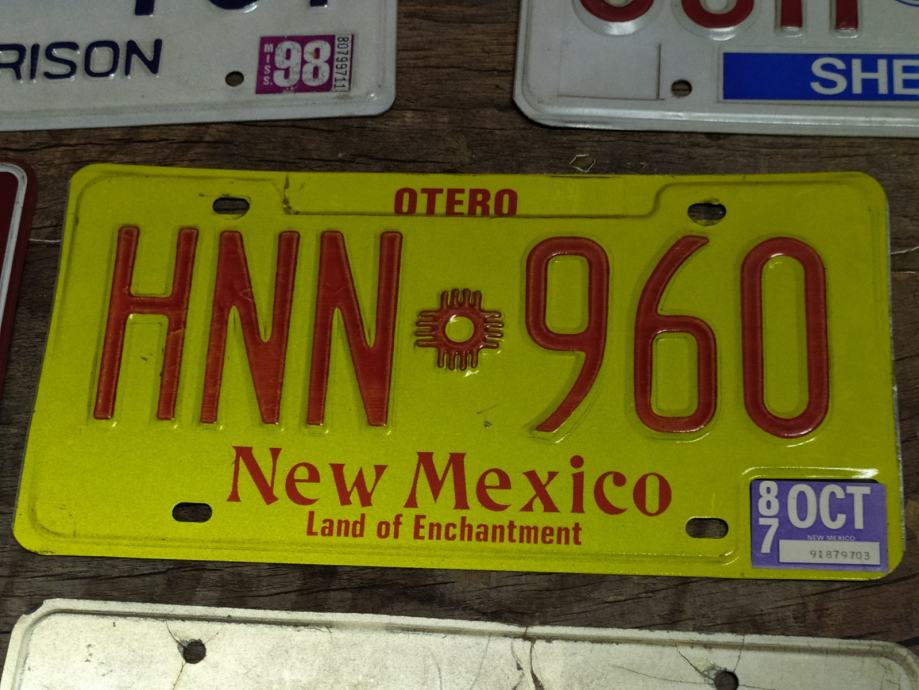 RISON
MISS 98
80799711
SHE
OTERO
HNN 960
New Mexico
Land of Enchantment
87 OCT
NEW MEXICO
91879703